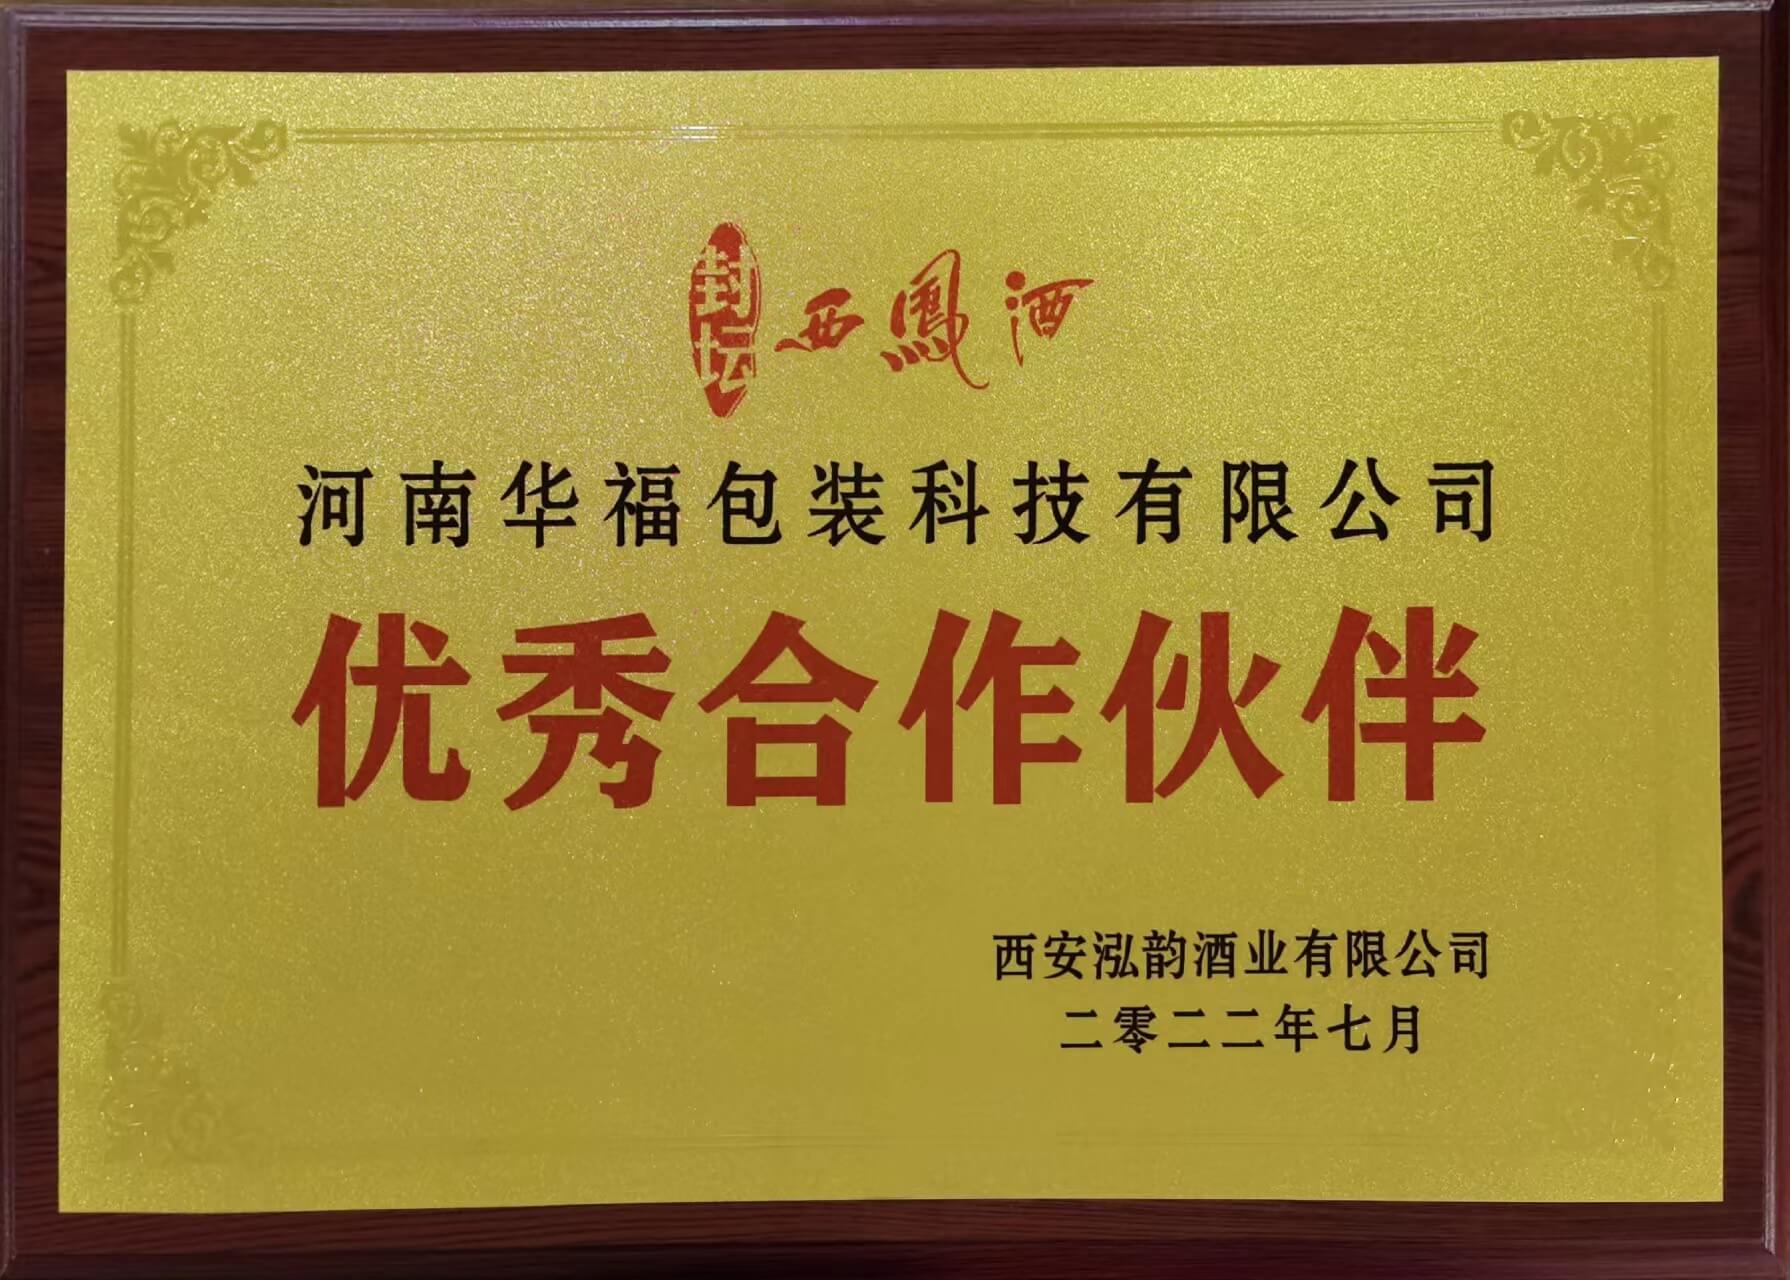 封坛西鳳酒
河南华福包装科技有限公司
优秀合作伙伴
西安泓韵酒业有限公司
二零二二年七月